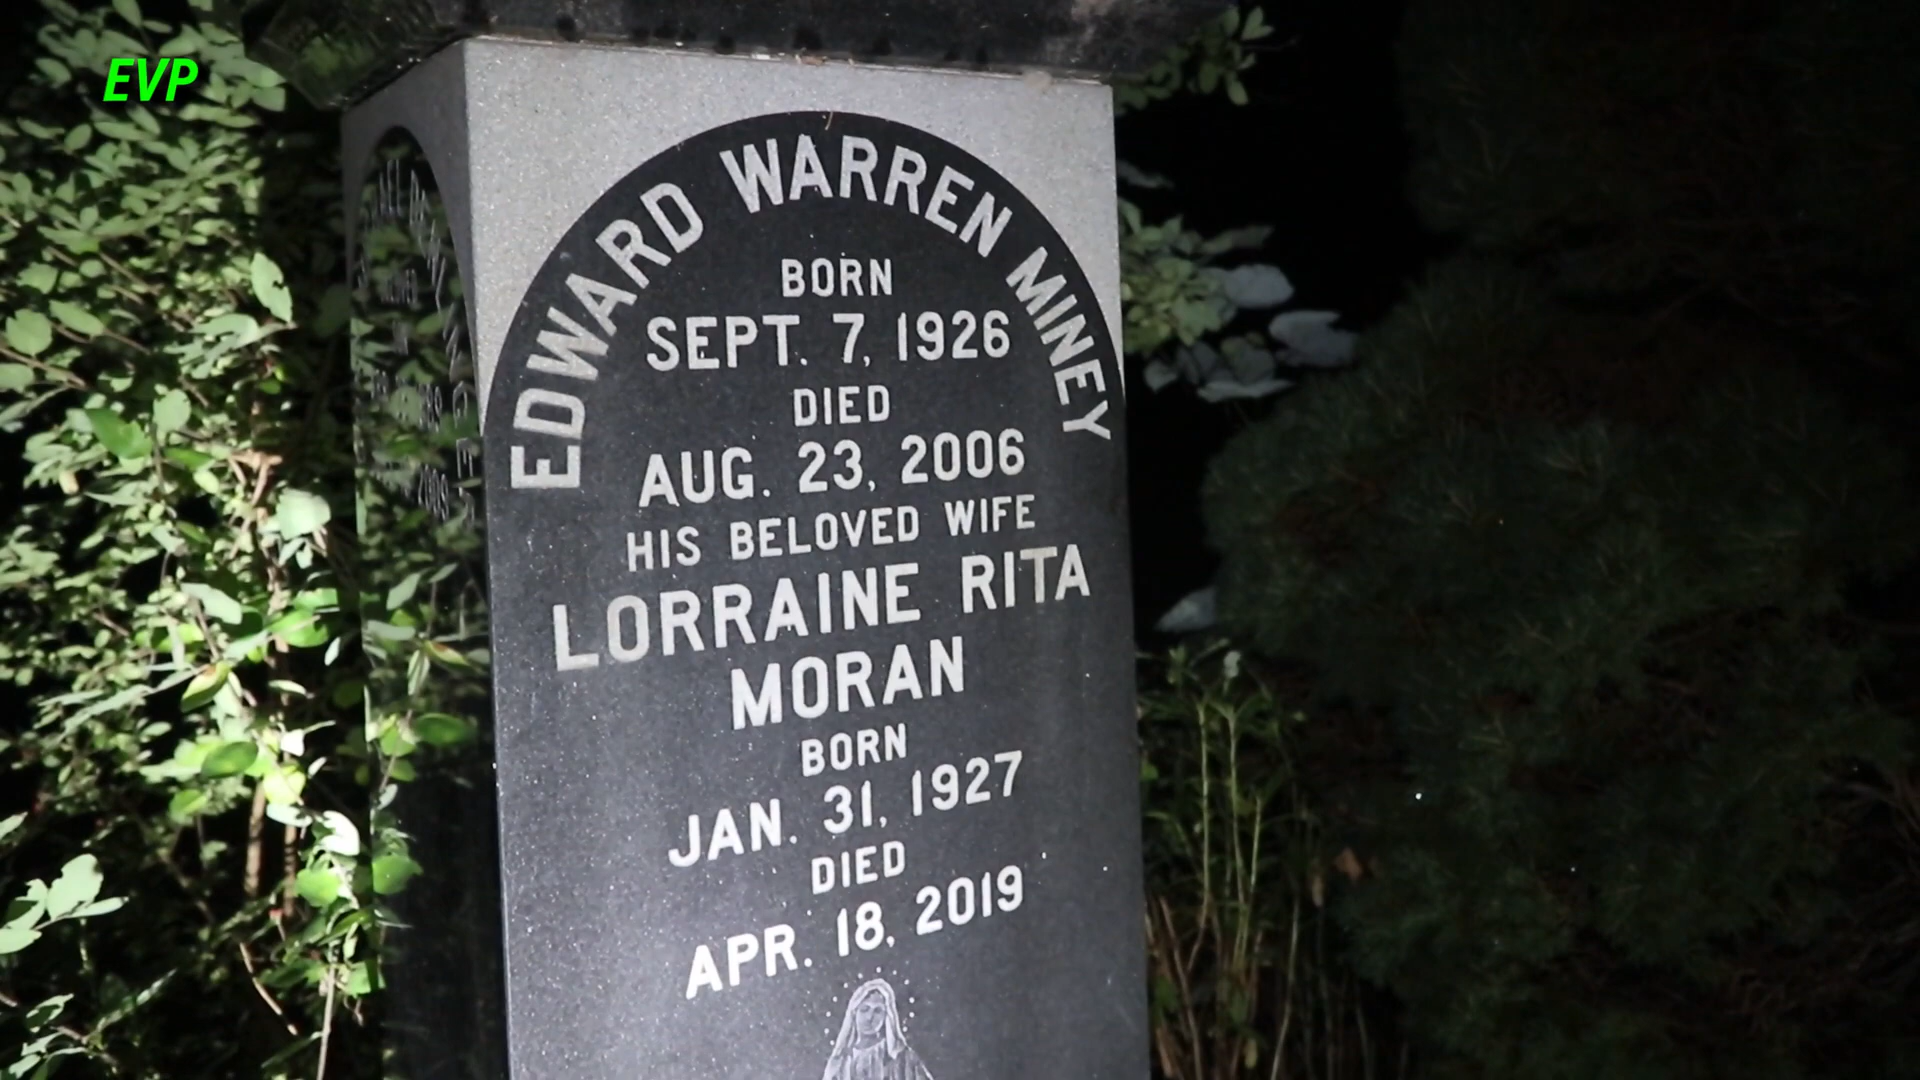 EVP
EDWARD WARREN MINEY
BORN
SEPT. 7, 1926
DIED
AUG. 23, 2006
HIS BELOVED WIFE
LORRAINE RITA
MORAN
BORN
JAN. 31, 1927
DIED
APR. 18, 2019